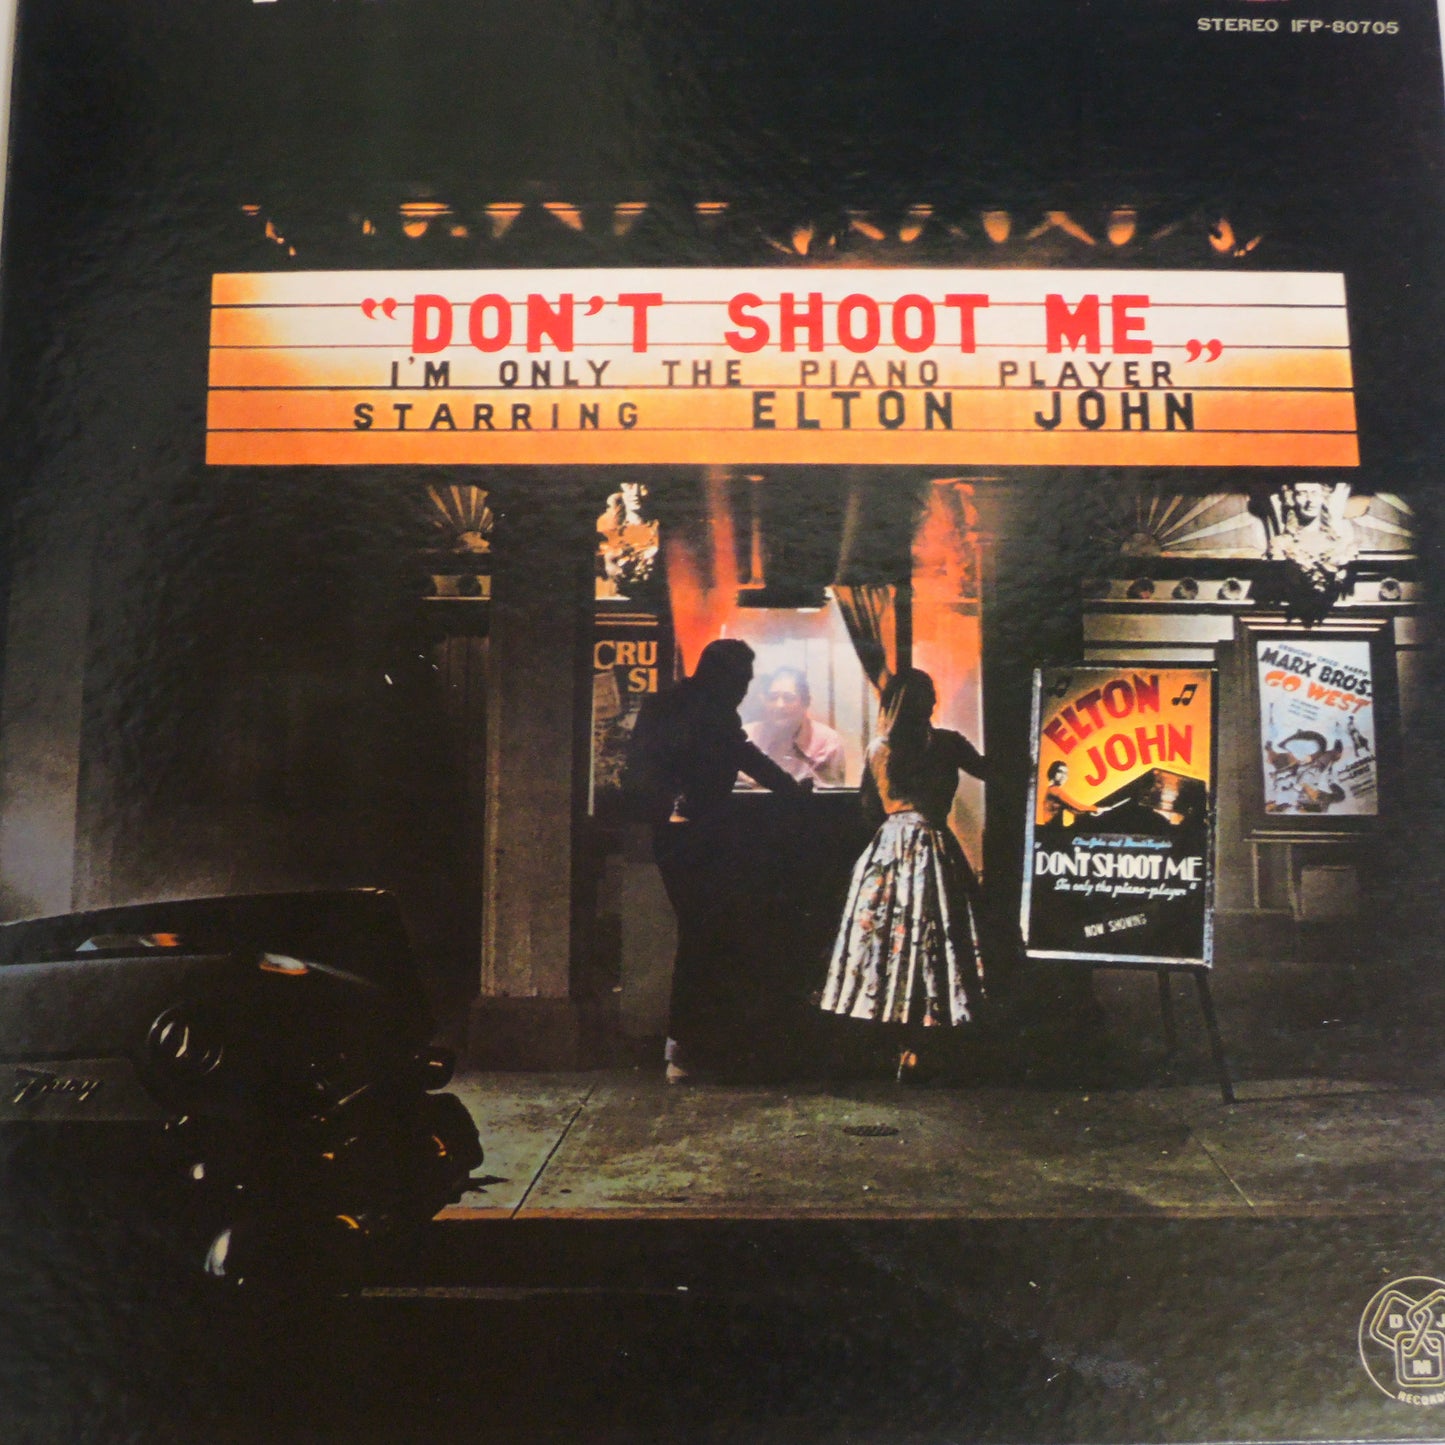 STEREO IFP-80705
“DON'T SHOOT ME„
I'M ONLY THE PIANO PLAYER
STARRING ELTON JOHN
CRU
SI
MARX BROS.
GO WEST
ELTON
JOHN
"DON'T SHOOT ME
I'm only the piano-player"
NOW SHOWING
D J
M
RECORD